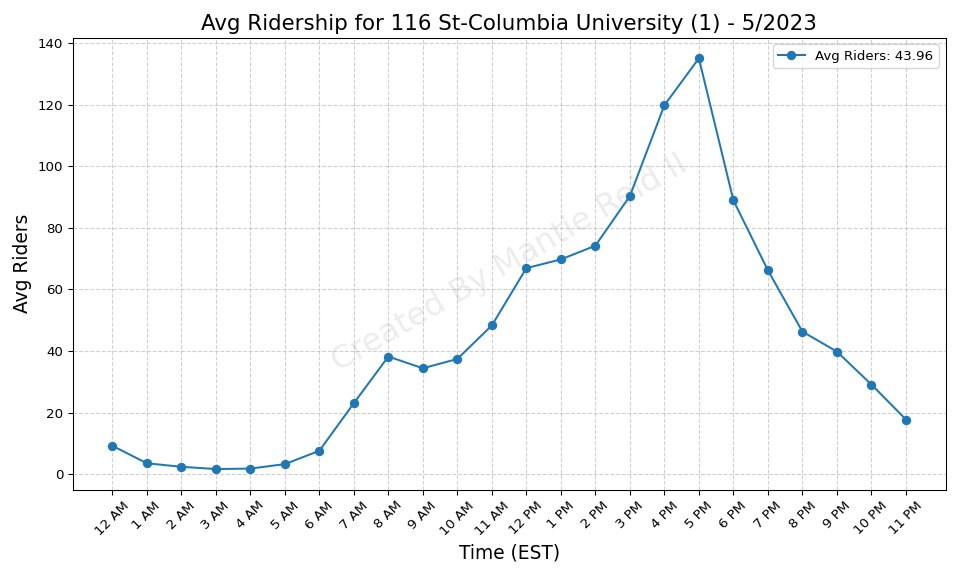 Avg Ridership for 116 St-Columbia University (1) - 5/2023
Avg Riders: 43.96
140
120
100
80
60
40
20
0
Avg Riders
Created By Mantle Reid II
12 AM
1 AM
2 AM
3 AM
4 AM
5 AM
6 AM
7 AM
8 AM
9 AM
10 AM
11 AM
12 PM
1 PM
2 PM
3 PM
4 PM
5 PM
6 PM
7 PM
8 PM
9 PM
10 PM
11 PM
Time (EST)